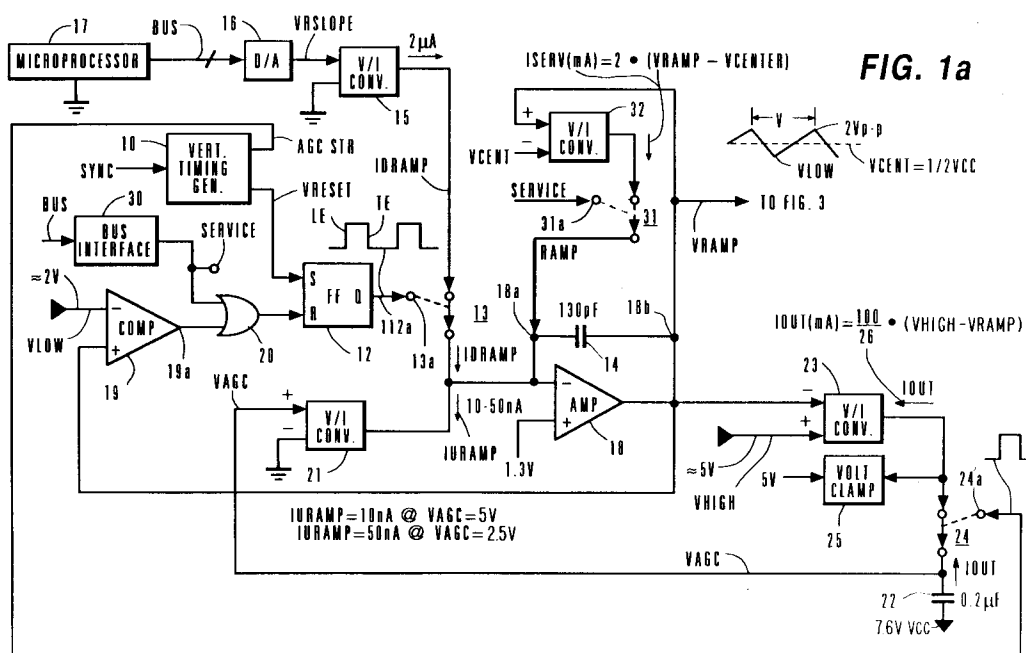 FIG. 1a
17
MICROPROCESSOR
BUS
16
D/A
VRSLOPE
V/I
CONV.
15
2μA
ISERV(mA)=2 • (VRAMP – VCENTER)
32
+
–
V/I
CONV.
VCENT
V
2Vp-p
VLOW
VCENT=1/2VCC
10
VERT.
TIMING
GEN.
SYNC
AGC STR
VRESET
IDRAMP
SERVICE
31a
31
TO FIG. 3
VRAMP
BUS
30
BUS
INTERFACE
SERVICE
LE
TE
RAMP
≈2V
VLOW
–
COMP
+
19
19a
20
S
FF Q
R
12
112a
13a
13
IDRAMP
18a
130pF
14
18b
IOUT(mA)=100/26 • (VHIGH-VRAMP)
VAGC
+
–
V/I
CONV.
21
10-50nA
IURAMP
–
AMP
+
18
1.3V
23
–
V/I
CONV.
+
IOUT
≈5V
VHIGH
5V
VOLT
CLAMP
25
24a
24
IURAMP=10nA @ VAGC=5V
IURAMP=50nA @ VAGC=2.5V
VAGC
IOUT
22
0.2μF
7.6V VCC